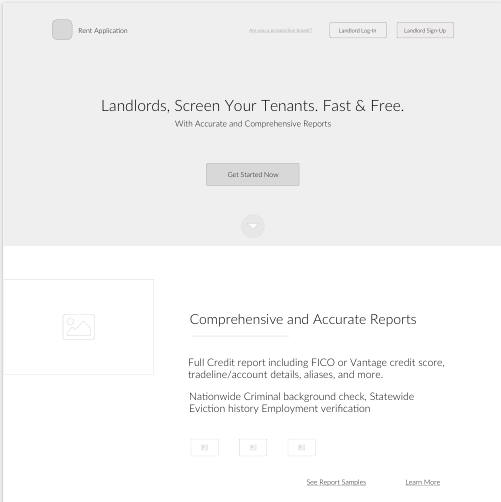 Rent Application
Are you a prospective tenant?
Landlord Log-In
Landlord Sign-Up
Landlords, Screen Your Tenants. Fast & Free.
With Accurate and Comprehensive Reports
Get Started Now
Comprehensive and Accurate Reports
Full Credit report including FICO or Vantage credit score,
tradeline/account details, aliases, and more.
Nationwide Criminal background check, Statewide
Eviction history Employment verification
See Report Samples
Learn More